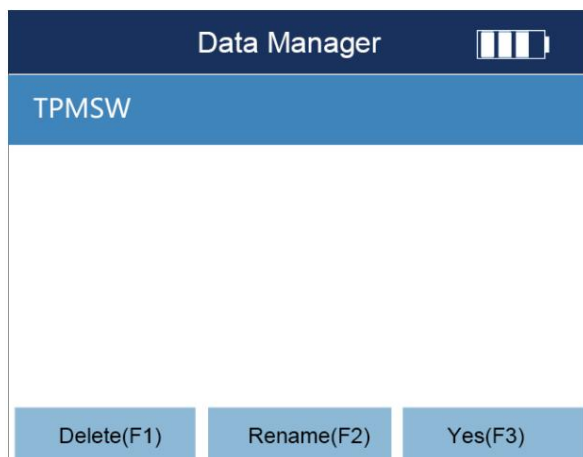 Data Manager
TPMSW
Delete(F1) Rename(F2) Yes(F3)